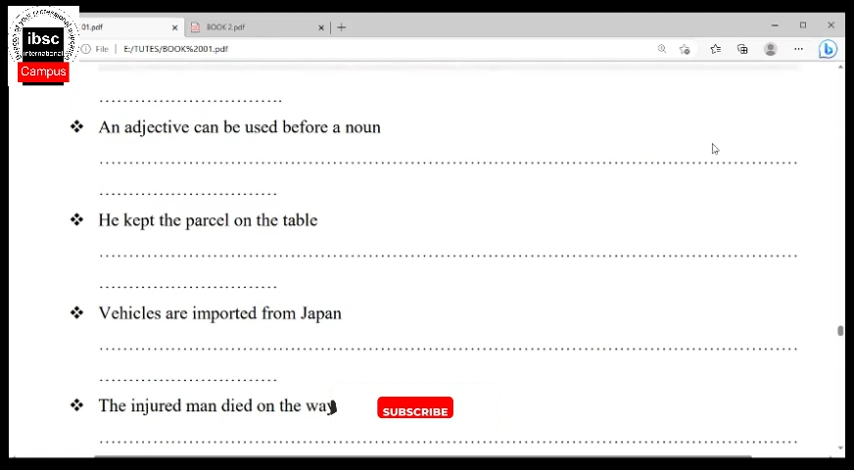 ibsc
international
Campus
01.pdf
BOOK 2.pdf
File
E:/TUTES/BOOK%2001.pdf
An adjective can be used before a noun
He kept the parcel on the table
Vehicles are imported from Japan
The injured man died on the way
SUBSCRIBE